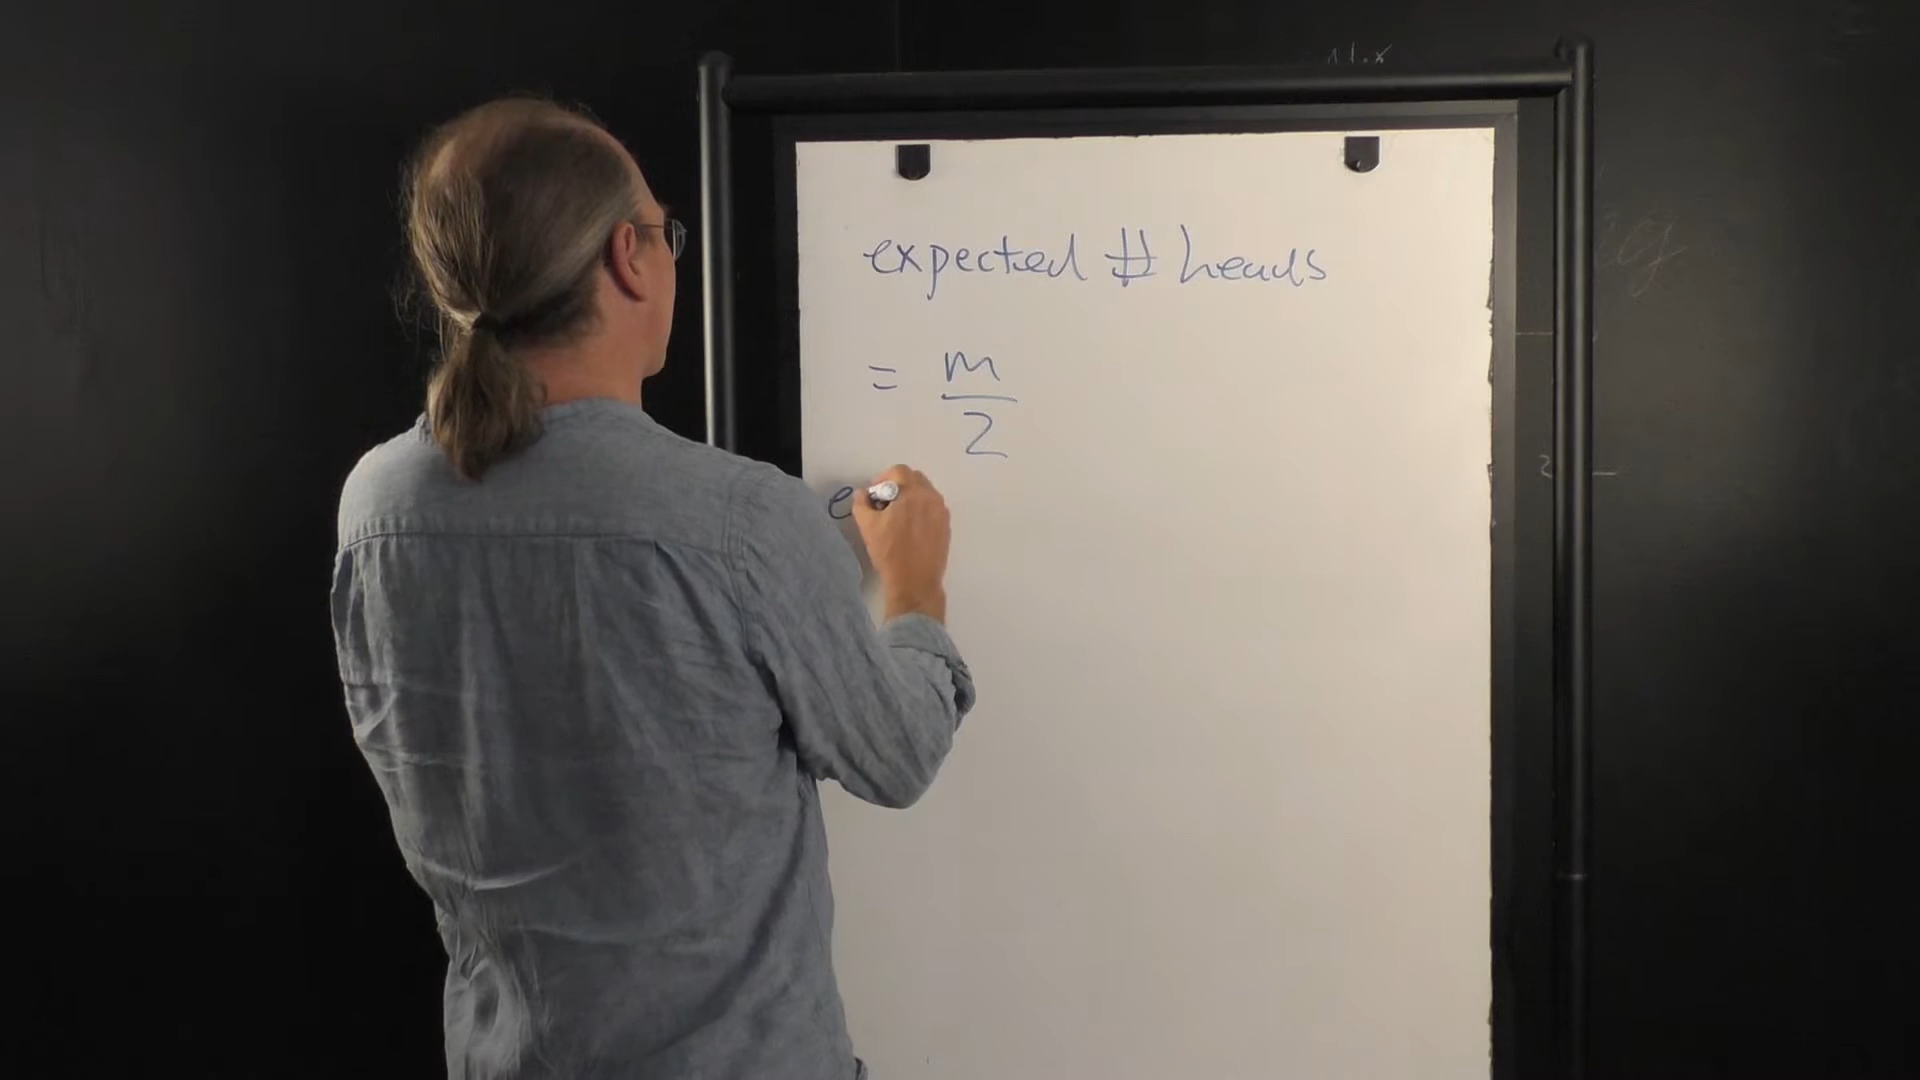 expected # heads
= m
2
e